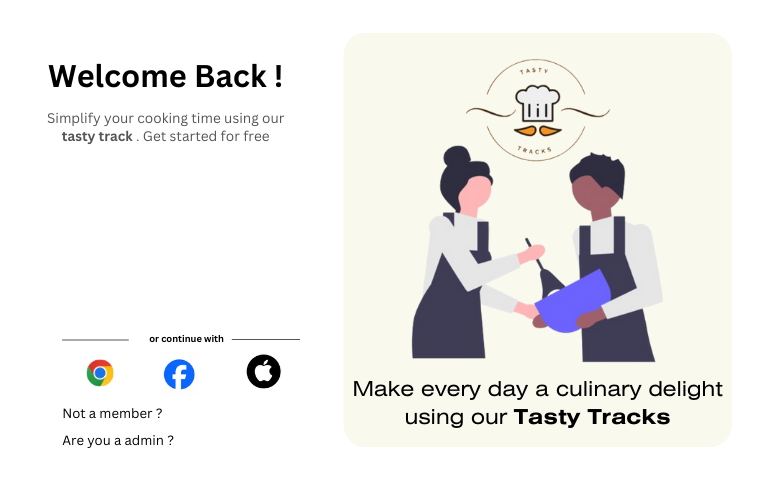 Welcome Back !
Simplify your cooking time using our
tasty track . Get started for free
or continue with
Not a member ?
Are you a admin ?
TASTY
TRACKS
Make every day a culinary delight
using our Tasty Tracks